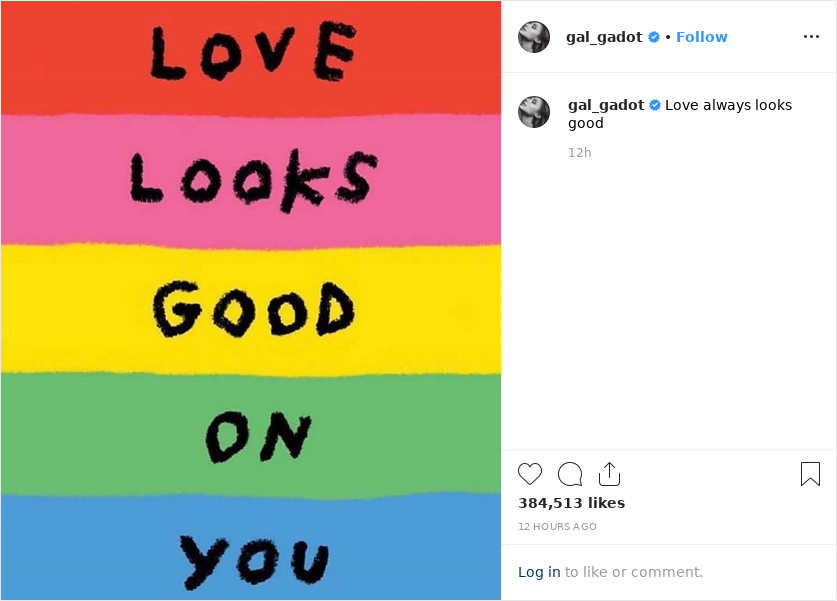 LOVE
LOOKS
GOOD
ON
YOU
gal_gadot • Follow
gal_gadot Love always looks
good
12h
384,513 likes
12 HOURS AGO
Log in to like or comment.